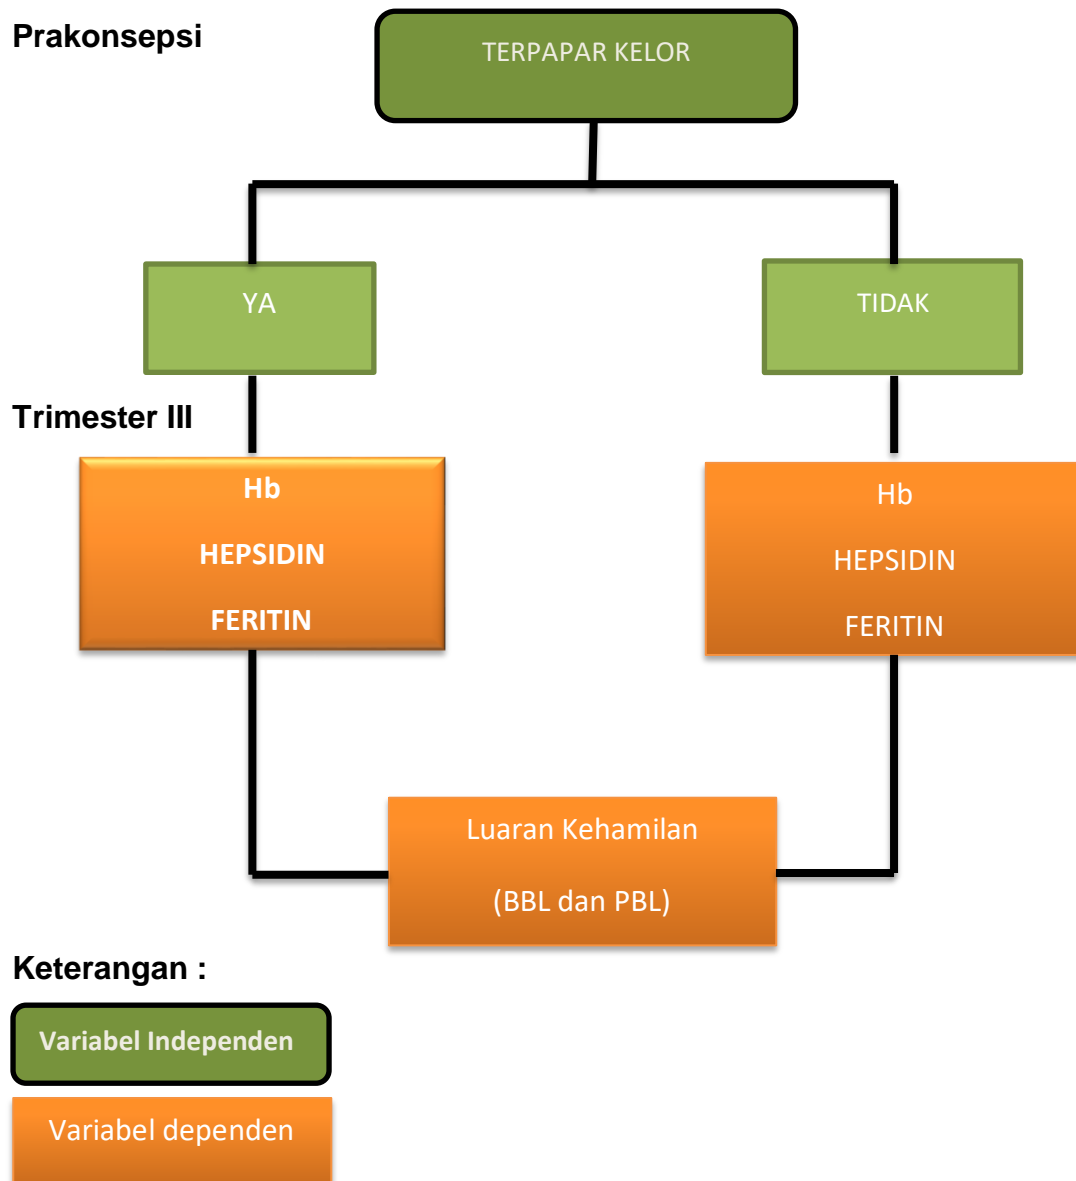 Prakonsepsi
TERPAPAR KELOR
YA
TIDAK
Trimester III
Hb
HEPSIDIN
FERITIN
Hb
HEPSIDIN
FERITIN
Luaran Kehamilan
(BBL dan PBL)
Keterangan :
Variabel Independen
Variabel dependen